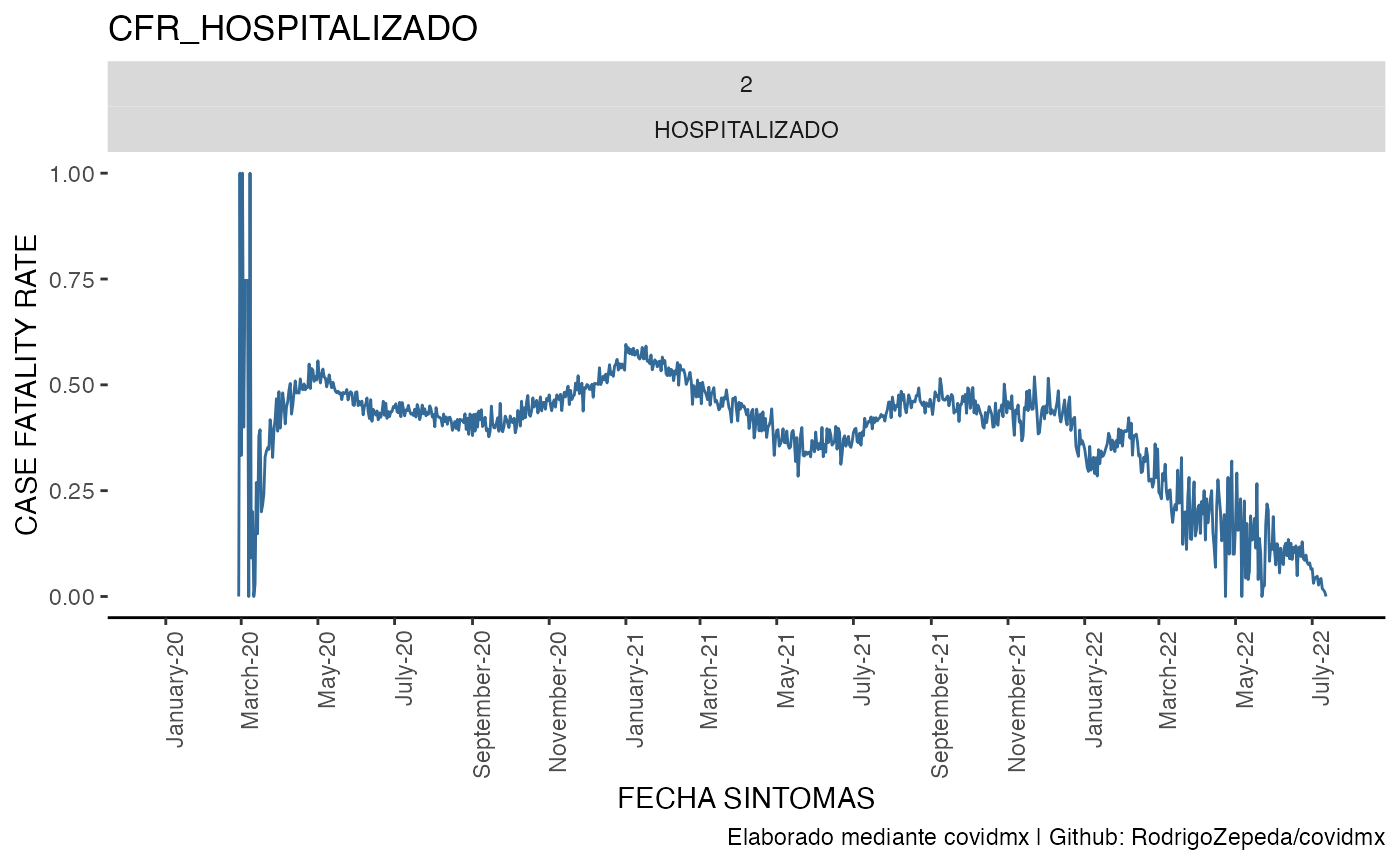 CFR_HOSPITALIZADO
2
HOSPITALIZADO
1.00
0.75
0.50
0.25
0.00
CASE FATALITY RATE
January-20
March-20
May-20
July-20
September-20
November-20
January-21
March-21
May-21
July-21
September-21
November-21
January-22
March-22
May-22
July-22
FECHA SINTOMAS
Elaborado mediante covidmx | Github: RodrigoZepeda/covidmx